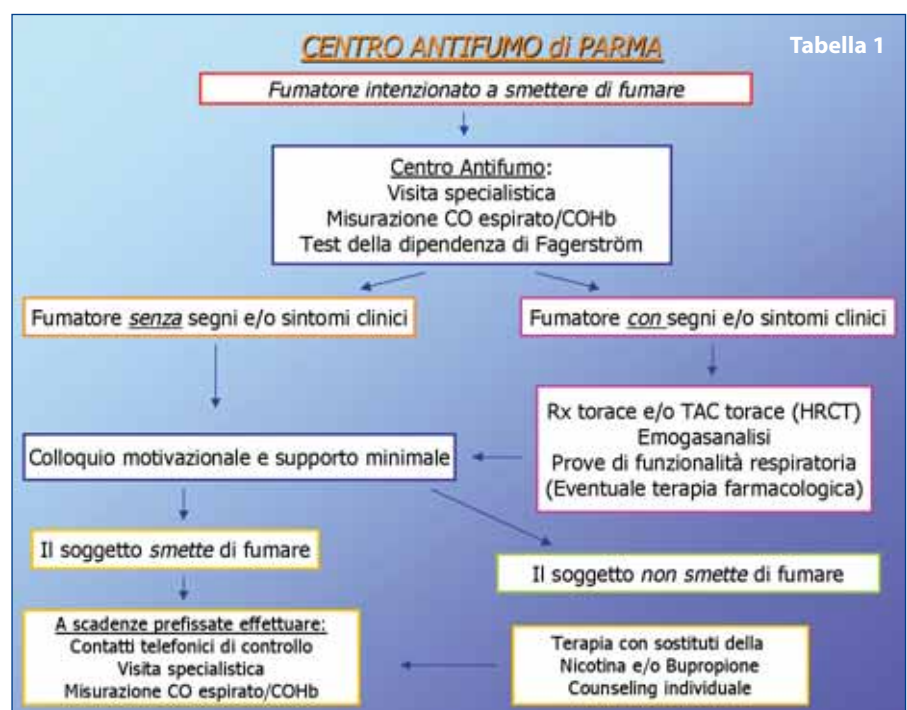 CENTRO ANTIFUMO di PARMA
Tabella 1
Fumatore intenzionato a smettere di fumare
Centro Antifumo:
Visita specialistica
Misurazione CO espirato/COHb
Test della dipendenza di Fagerström
Fumatore senza segni e/o sintomi clinici
Fumatore con segni e/o sintomi clinici
Rx torace e/o TAC torace (HRCT)
Emogasanalisi
Prove di funzionalità respiratoria
(Eventuale terapia farmacologica)
Colloquio motivazionale e supporto minimale
Il soggetto smette di fumare
Il soggetto non smette di fumare
A scadenze prefissate effettuare:
Contatti telefonici di controllo
Visita specialistica
Misurazione CO espirato/COHb
Terapia con sostituti della
Nicotina e/o Bupropione
Counseling individuale